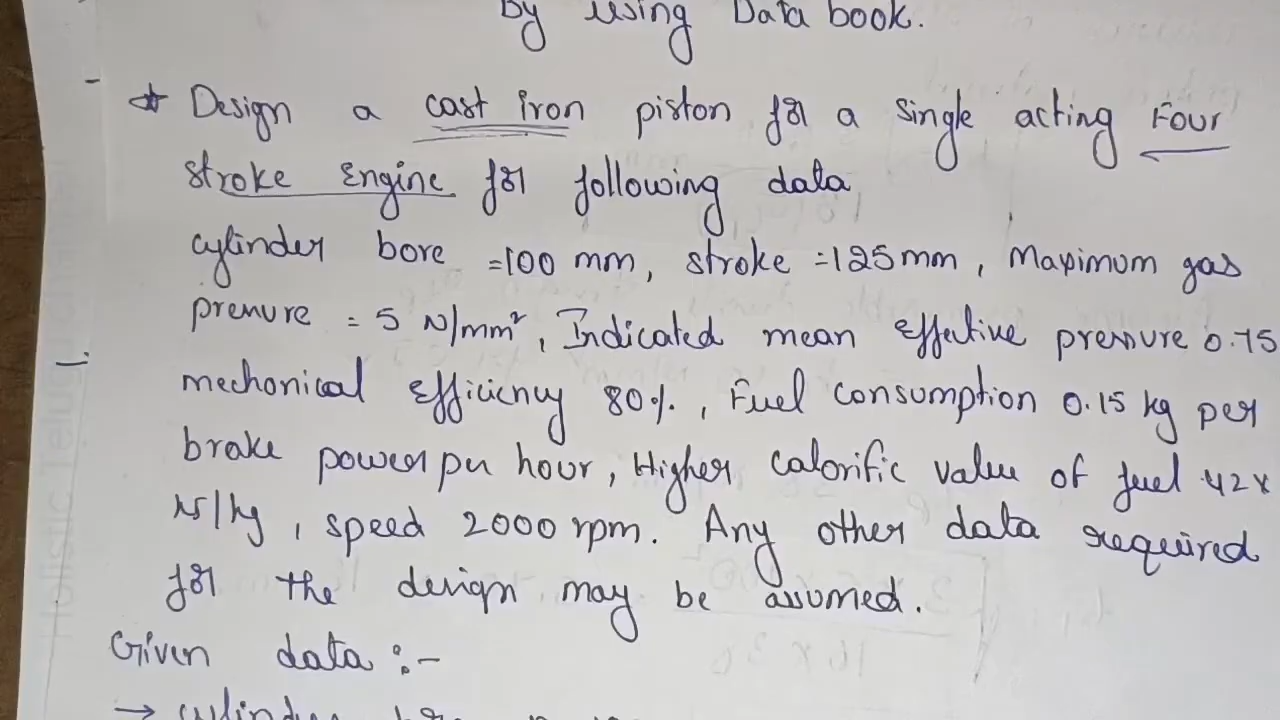 By using Data book.
* Design a cast iron piston for a single acting Four
stroke Engine for following data
cylinder bore =100 mm, stroke =125mm, Maximum gas
pressure = 5 N/mm², Indicated mean effective pressure 0.75
mechanical efficiency 80%, Fuel consumption 0.15 kg per
brake power per hour, Higher calorific value of fuel 42x
kJ/kg, speed 2000 rpm. Any other data required
for the design may be assumed.
Given data :-
→ cylinder